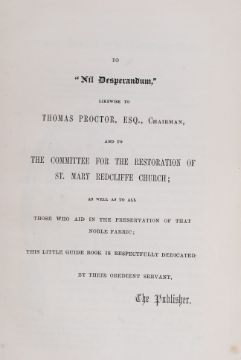 TO
"Nil Desperandum,"
LIKEWISE TO
THOMAS PROCTOR, ESQ., CHAIRMAN,
AND TO
THE COMMITTEE FOR THE RESTORATION OF
ST. MARY REDCLIFFE CHURCH;
AS WELL AS TO ALL
THOSE WHO AID IN THE PRESERVATION OF THAT
NOBLE FABRIC;
THIS LITTLE GUIDE BOOK IS RESPECTFULLY DEDICATED
BY THEIR OBEDIENT SERVANT,
The Publisher.